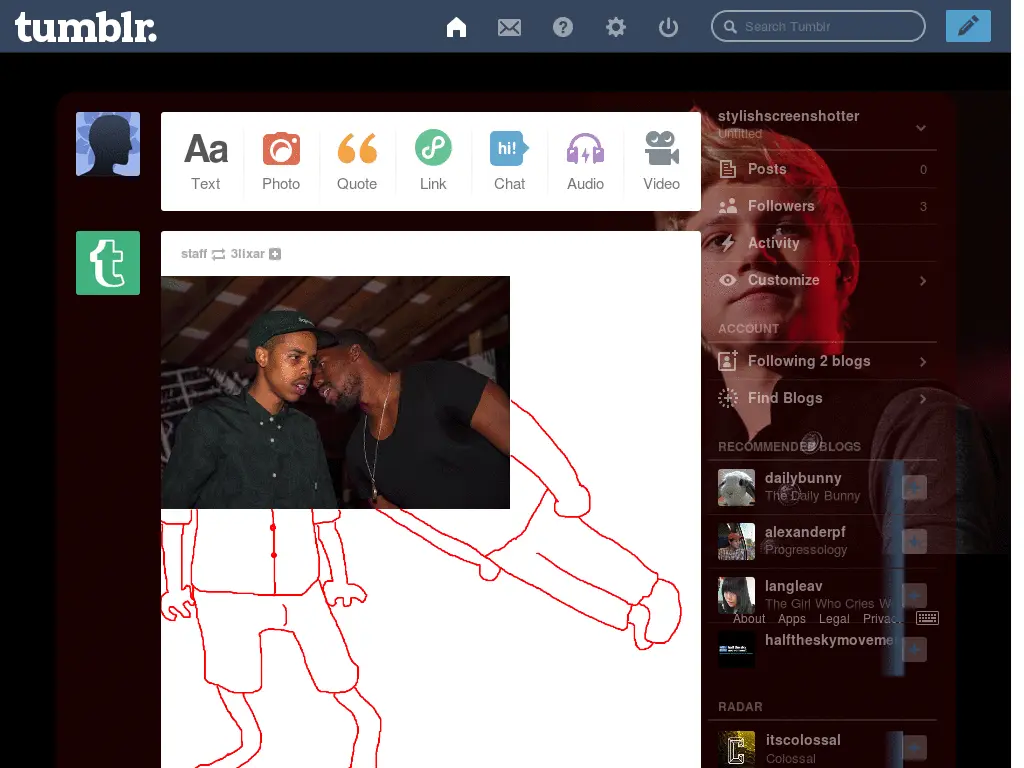 tumblr.
Search Tumblr
Aa
hi!
Text
Photo
Quote
Link
Chat
Audio
Video
staff 3lixar
stylishscreenshotter
Untitled
Posts 0
Followers 3
Activity
Customize
ACCOUNT
Following 2 blogs
Find Blogs
RECOMMENDED BLOGS
dailybunny
The Daily Bunny
alexanderpf
Progressology
langleav
The Girl Who Cries W
About Apps Legal Privac
halftheskymoveme
RADAR
itscolossal
Colossal